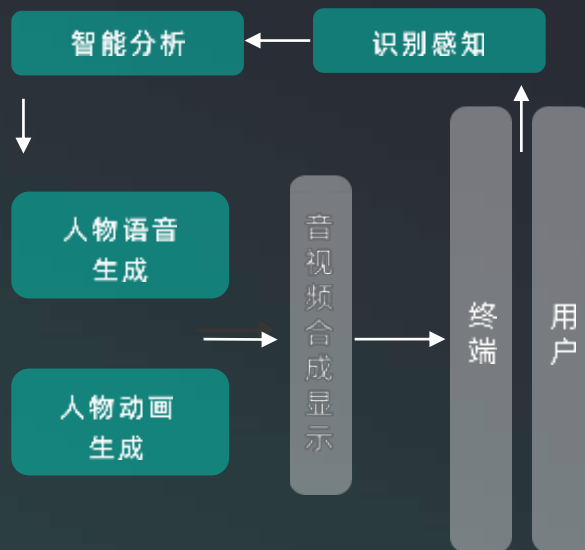 智能分析
识别感知
人物语音
生成
人物动画
生成
音视频合成显示
终端
用户